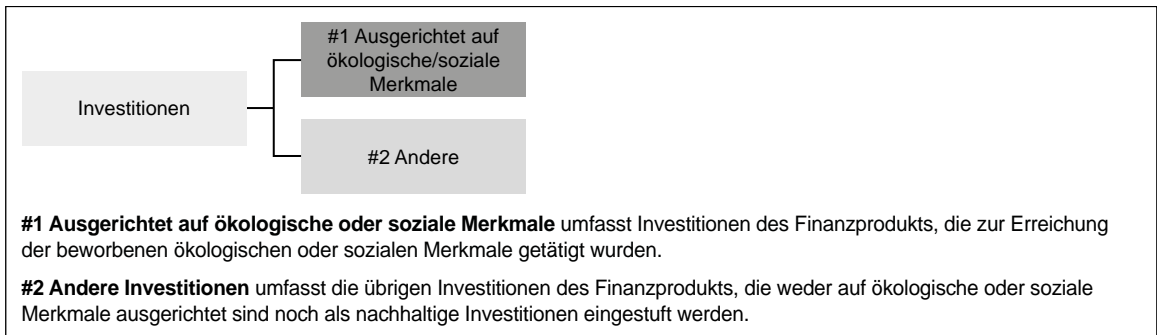 #1 Ausgerichtet auf
ökologische/soziale
Merkmale
Investitionen
#2 Andere
#1 Ausgerichtet auf ökologische oder soziale Merkmale umfasst Investitionen des Finanzprodukts, die zur Erreichung
der beworbenen ökologischen oder sozialen Merkmale getätigt wurden.
#2 Andere Investitionen umfasst die übrigen Investitionen des Finanzprodukts, die weder auf ökologische oder soziale
Merkmale ausgerichtet sind noch als nachhaltige Investitionen eingestuft werden.